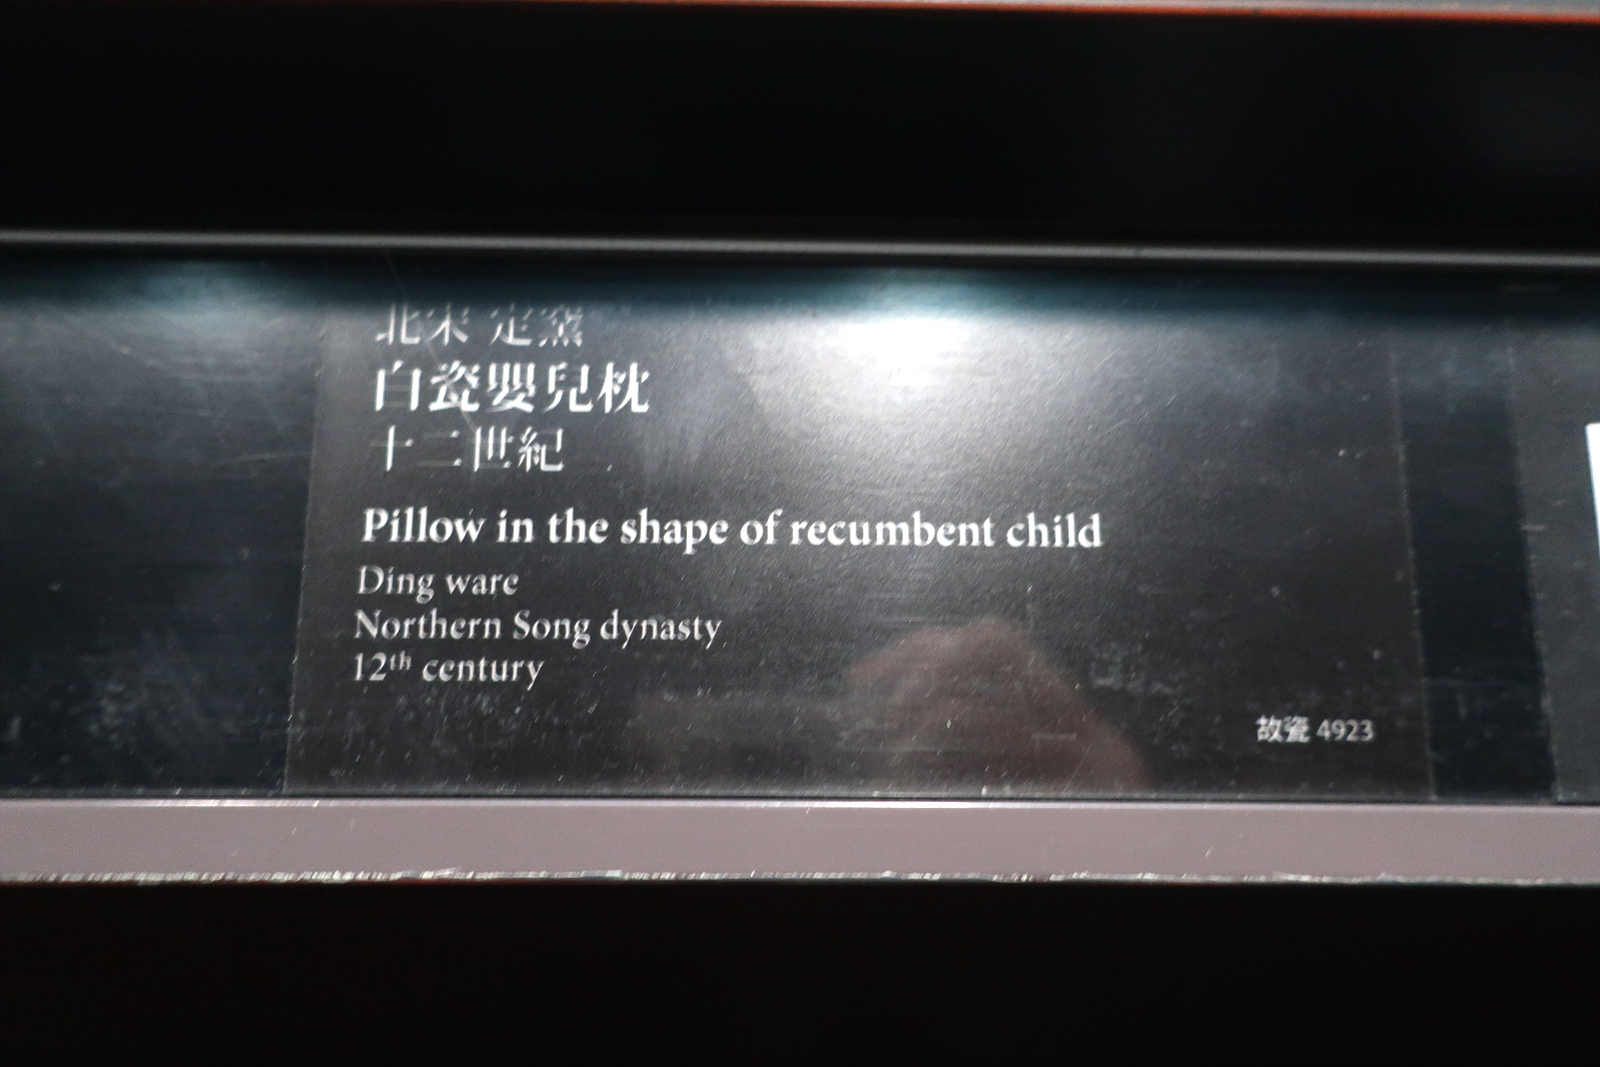 北宋 定窯
白瓷嬰兒枕
十二世紀
Pillow in the shape of recumbent child
Ding ware
Northern Song dynasty
12th century
故瓷 4923